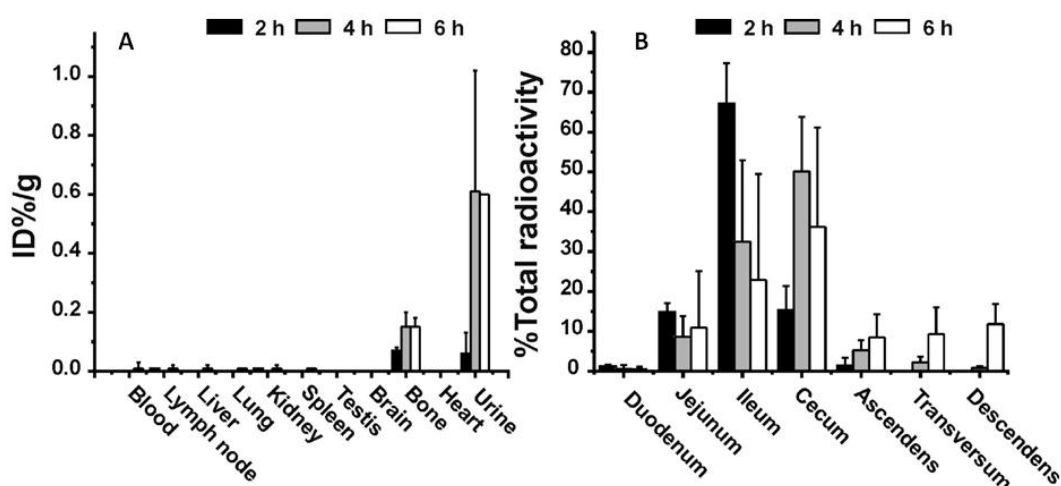 A
2 h 4 h 6 h
ID%/g
1.0
0.8
0.6
0.4
0.2
0.0
Blood
Lymph node
Liver
Lung
Kidney
Spleen
Testis
Brain
Bone
Heart
Urine
B
2 h 4 h 6 h
%Total radioactivity
80
70
60
50
40
30
20
10
0
Duodenum
Jejunum
Ileum
Cecum
Ascendens
Transversum
Descendens